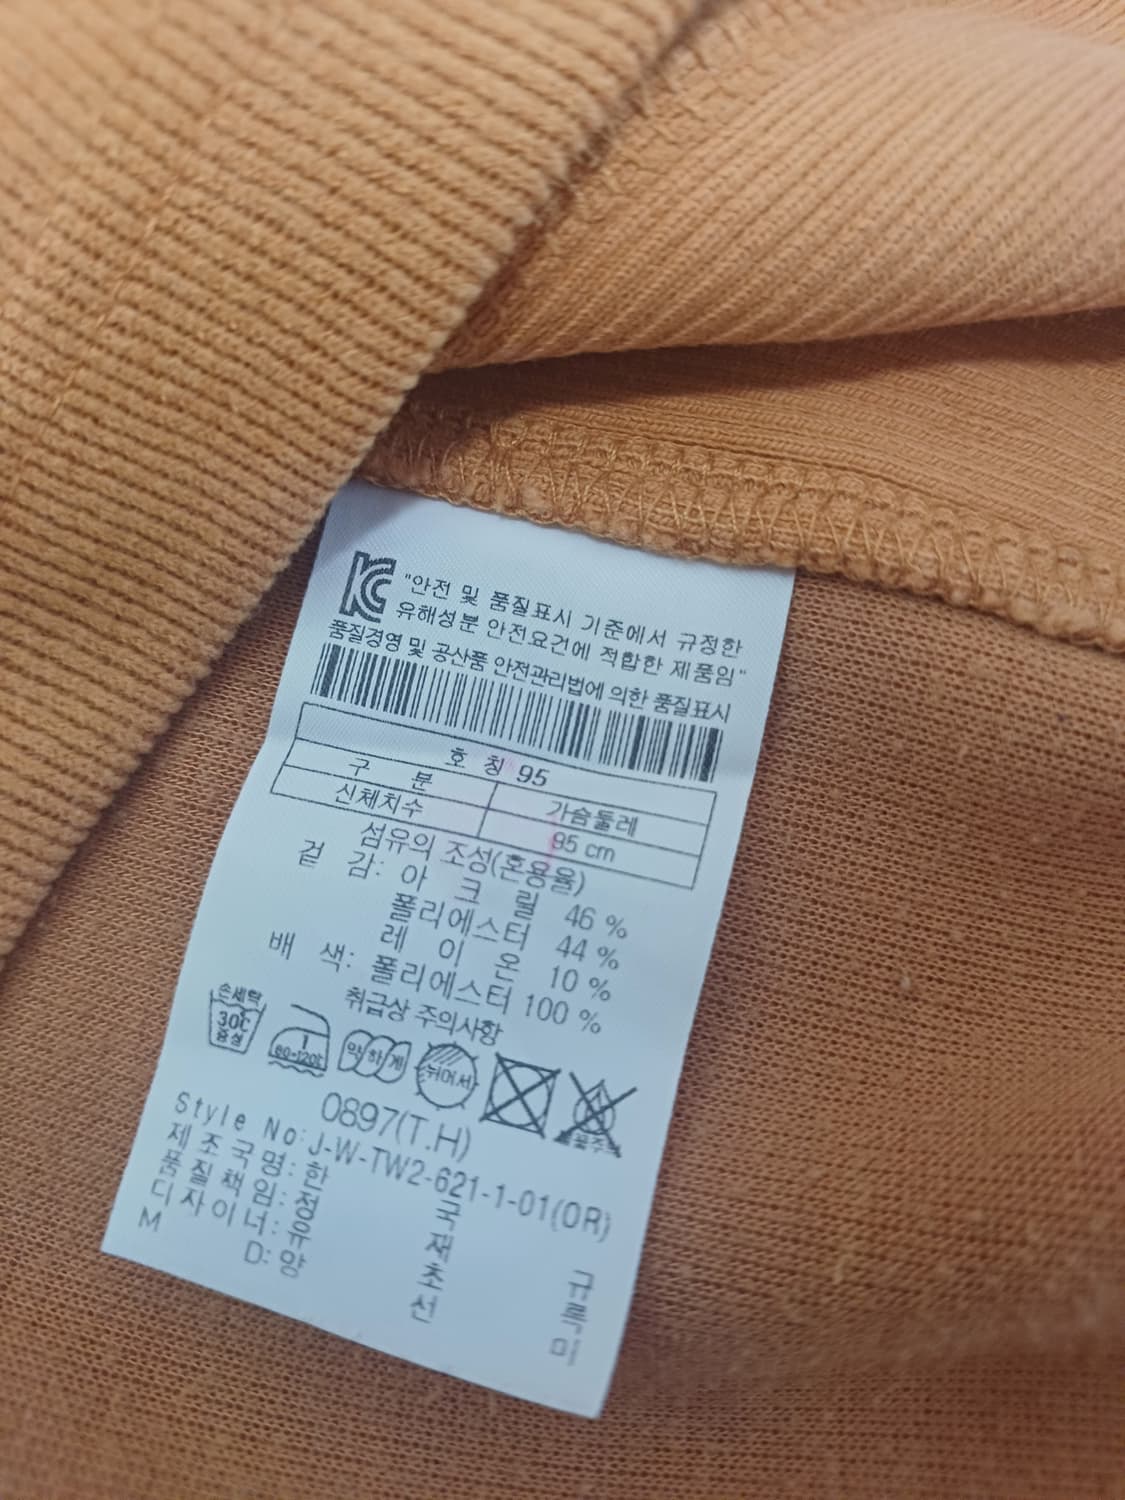 "안전 및 품질표시 기준에서 규정한
유해성분 안전요건에 적합한 제품임"
품질경영 및 공산품 안전관리법에 의한 품질표시
호 칭 95
구 분 가슴둘레
신체치수 95 cm
섬유의 조성(혼용율)
겉 감: 아 크 릴 46 %
폴리에스터 44 %
레 이 온 10 %
배 색: 폴리에스터 100 %
취급상 주의사항
손세탁
30℃
중성
1
80~120℃
약하게
뉘어서
0897(T.H)
Style No: J-W-TW2-621-1-01(OR)
제조국명: 한 국
품질책임: 정 재 규
디자이너: 유 초 록
M D: 양 선 미